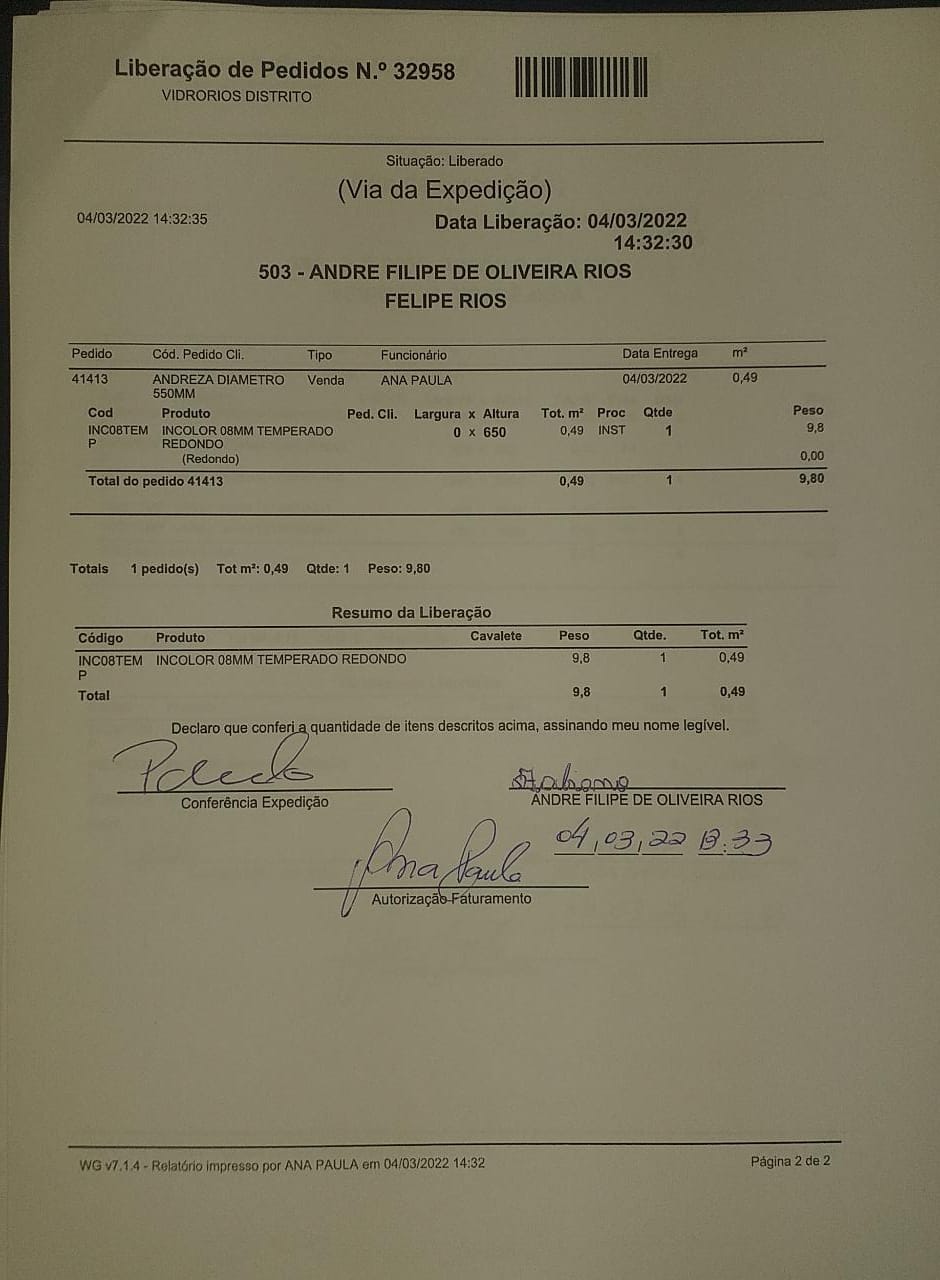 Liberação de Pedidos N.º 32958
VIDRORIOS DISTRITO
Situação: Liberado
(Via da Expedição)
04/03/2022 14:32:35
Data Liberação: 04/03/2022
14:32:30
503 - ANDRE FILIPE DE OLIVEIRA RIOS
FELIPE RIOS
Pedido Cód. Pedido Cli. Tipo Funcionário Data Entrega m²
41413 ANDREZA DIAMETRO Venda ANA PAULA 04/03/2022 0,49
550MM
Cod Produto Ped. Cli. Largura x Altura Tot. m² Proc Qtde Peso
INC08TEM INCOLOR 08MM TEMPERADO 0 x 650 0,49 INST 1 9,8
P REDONDO
(Redondo) 0,00
Total do pedido 41413 0,49 1 9,80
Totais 1 pedido(s) Tot m²: 0,49 Qtde: 1 Peso: 9,80
Resumo da Liberação
Código Produto Cavalete Peso Qtde. Tot. m²
INC08TEM INCOLOR 08MM TEMPERADO REDONDO 9,8 1 0,49
P
Total 9,8 1 0,49
Declaro que conferi a quantidade de itens descritos acima, assinando meu nome legível.
Fabiano
Conferência Expedição
ANDRE FILIPE DE OLIVEIRA RIOS
04,03,22
Ana Paula
Autorização Faturamento
WG v7.1.4 - Relatório impresso por ANA PAULA em 04/03/2022 14:32
Página 2 de 2